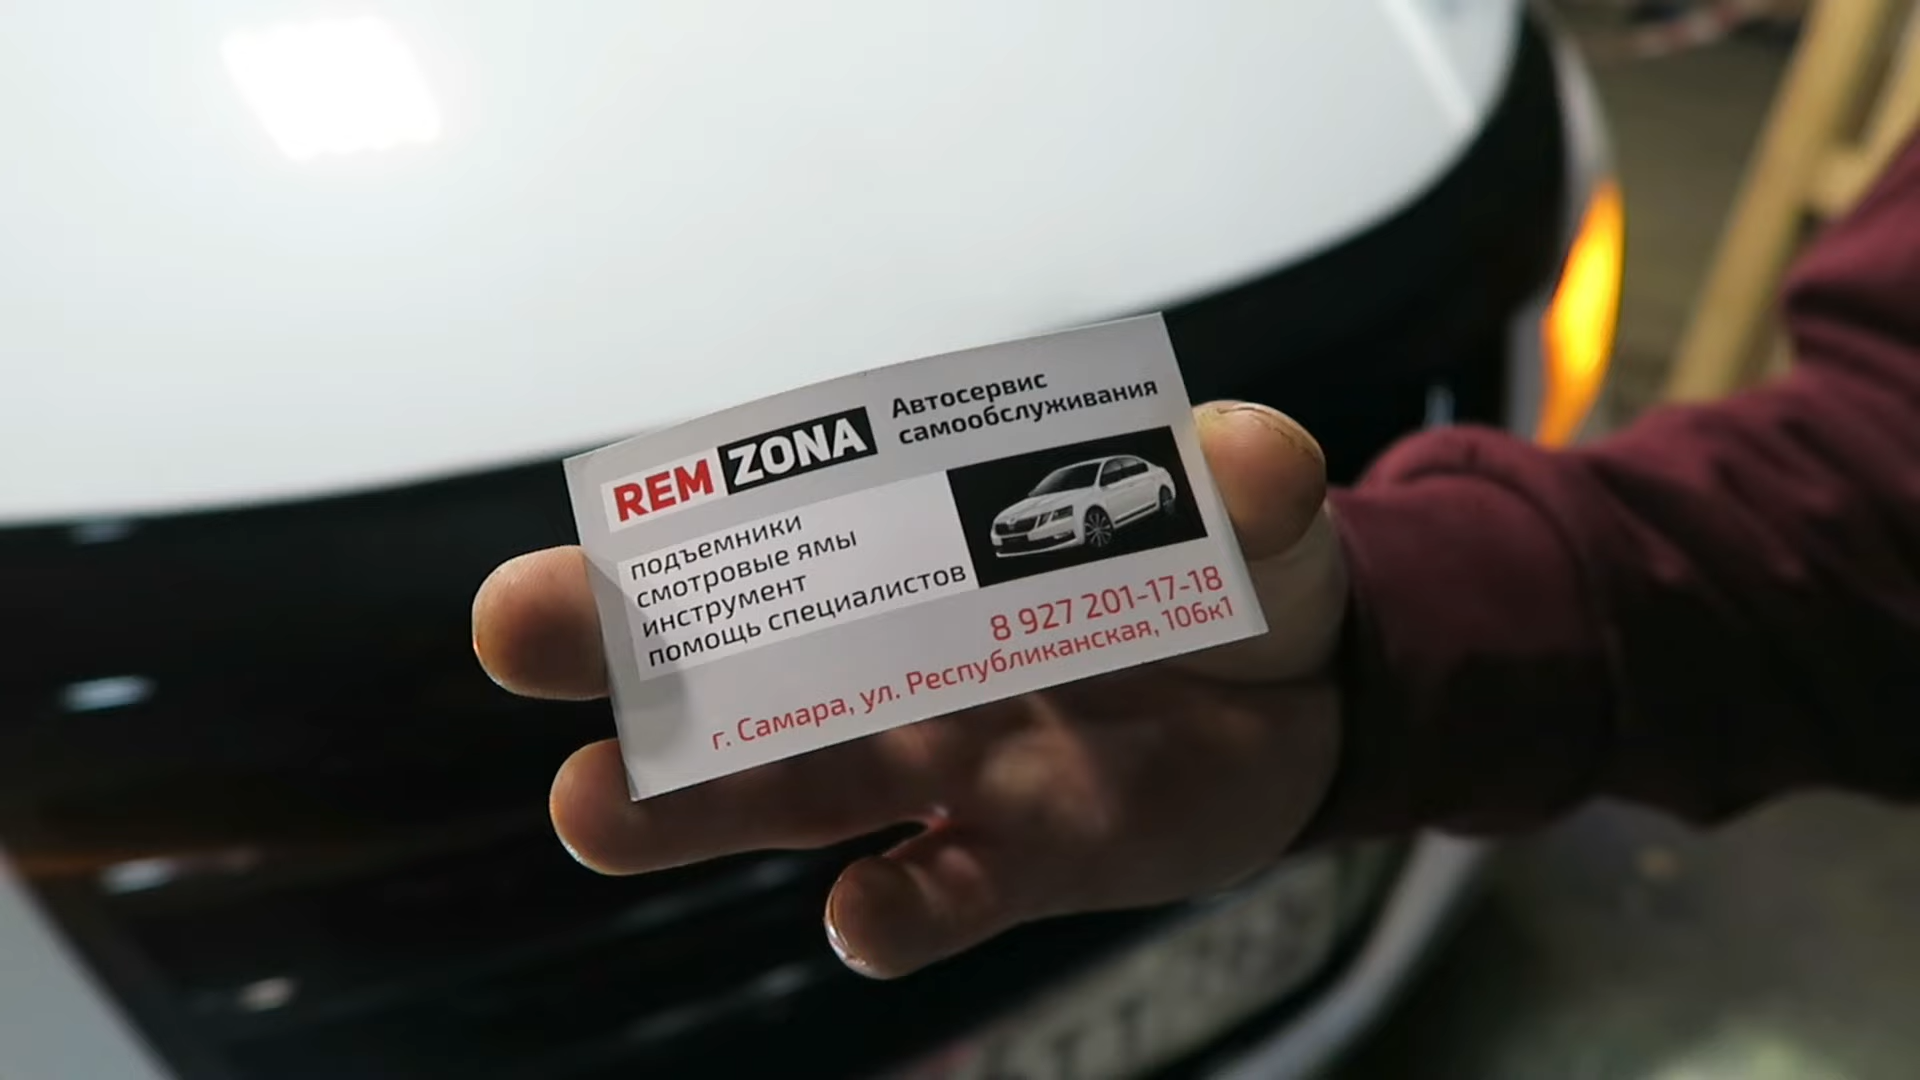 REM ZONA
Автосервис
самообслуживания
подъемники
смотровые ямы
инструмент
помощь специалистов
8 927 201-17-18
г. Самара, ул. Республиканская, 106к1